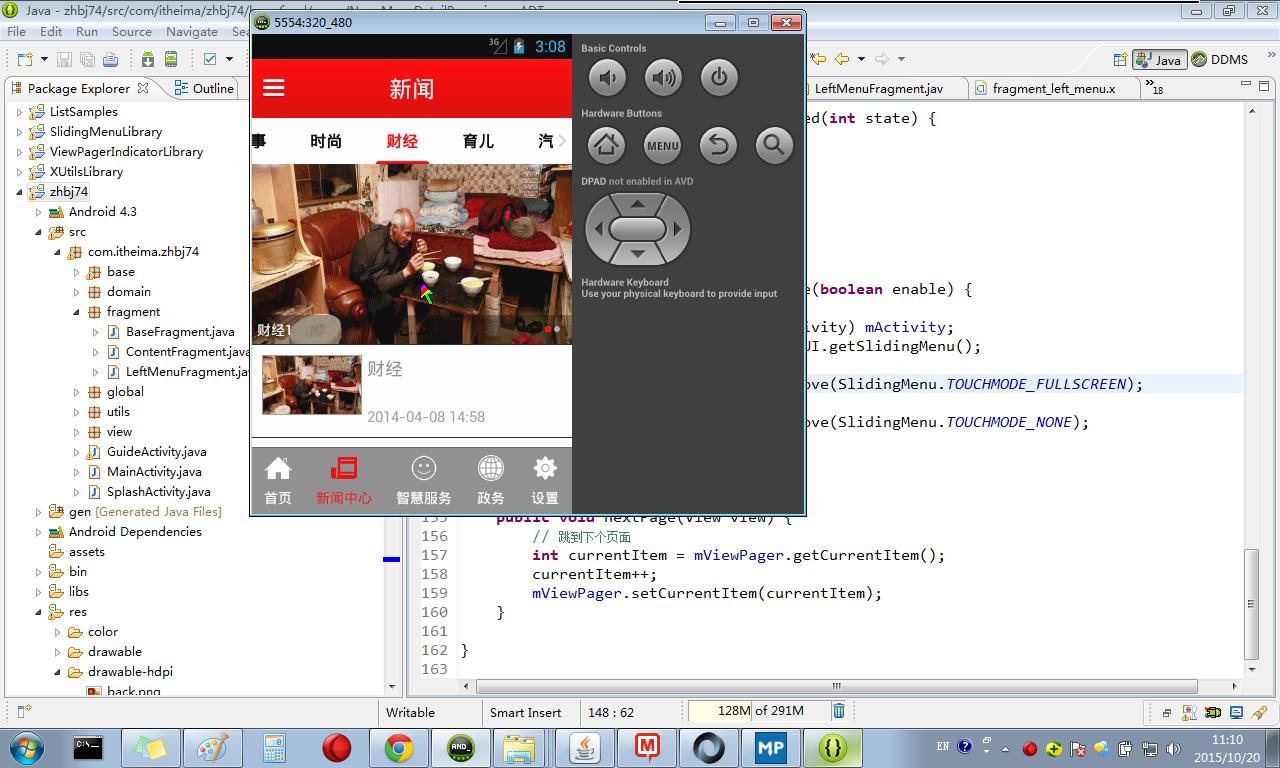 Java - zhbj74/src/com/itheima/zhbj74/
5554:320_480
File Edit Run Source Navigate Sea
Package Explorer
Outline
ListSamples
SlidingMenuLibrary
ViewPagerIndicatorLibrary
XUtilsLibrary
zhbj74
Android 4.3
src
com.itheima.zhbj74
base
domain
fragment
BaseFragment.java
ContentFragment.java
LeftMenuFragment.java
global
utils
view
GuideActivity.java
MainActivity.java
SplashActivity.java
gen [Generated Java Files]
Android Dependencies
assets
bin
libs
res
color
drawable
drawable-hdpi
back.png
3G
3:08
新闻
事 时尚 财经 育儿 汽
财经1
财经
2014-04-08 14:58
首页 新闻中心 智慧服务 政务 设置
Basic Controls
Hardware Buttons
MENU
DPAD not enabled in AVD
Hardware Keyboard
Use your physical keyboard to provide input
Java
DDMS
LeftMenuFragment.jav
fragment_left_menu.x
18
ed(int state) {
e(boolean enable) {
ivity) mActivity;
UI.getSlidingMenu();
ove(SlidingMenu.TOUCHMODE_FULLSCREEN);
ove(SlidingMenu.TOUCHMODE_NONE);
155 public void nextPage(View view) {
156 // 跳到下个页面
157 int currentItem = mViewPager.getCurrentItem();
158 currentItem++;
159 mViewPager.setCurrentItem(currentItem);
160 }
161
162 }
163
Writable
Smart Insert
148 : 62
128M of 291M
C:\.
AND_
MP
EN
11:10
2015/10/20